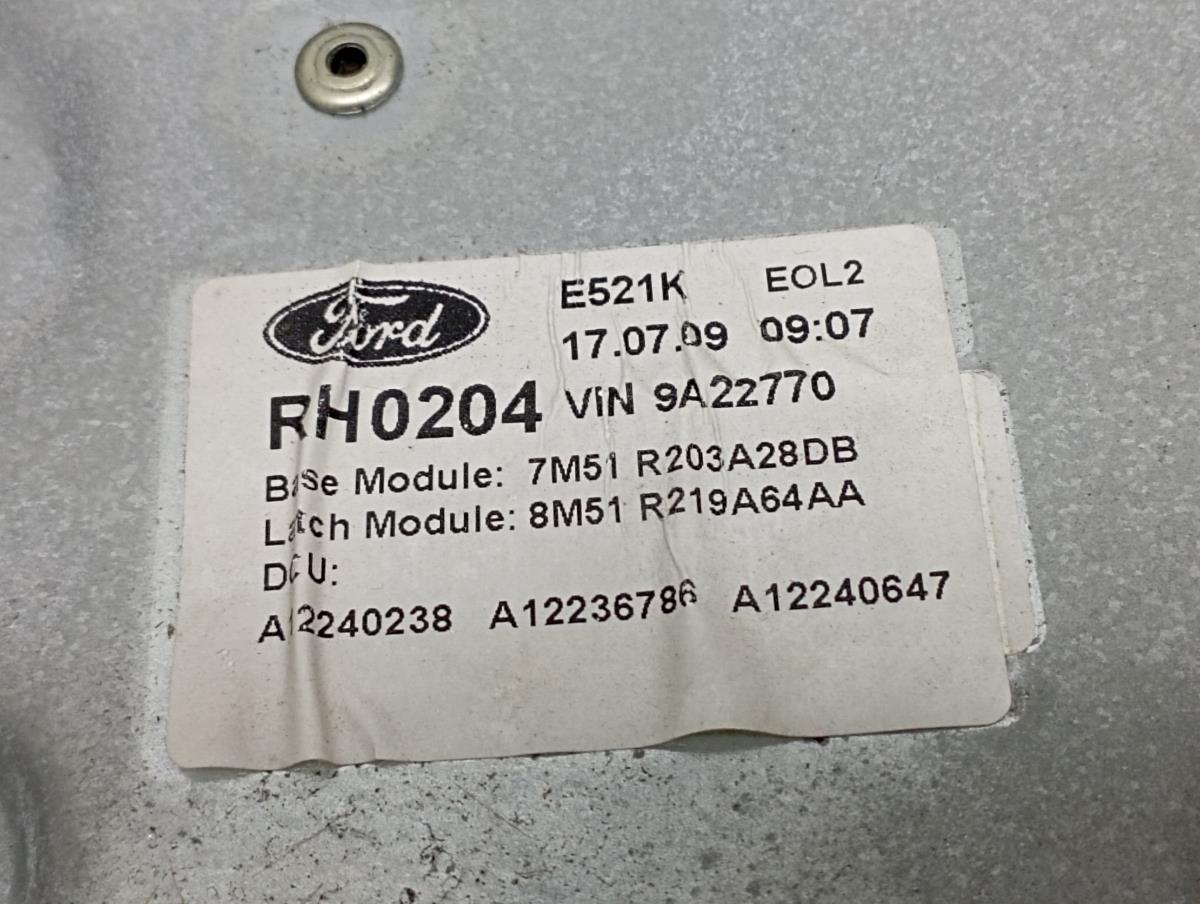 Ford
E521K EOL2
17.07.09 09:07
RH0204 VIN 9A22770
Base Module: 7M51 R203A28DB
Latch Module: 8M51 R219A64AA
DCU:
A12240238 A12236786 A12240647